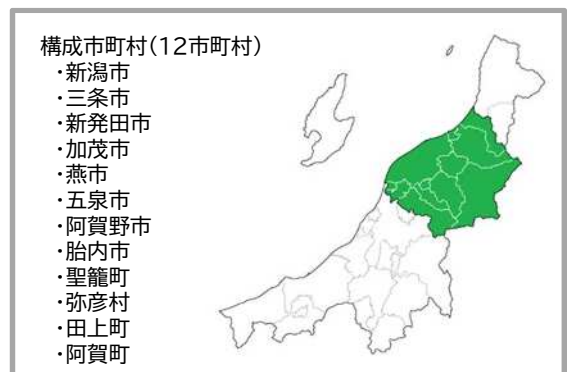 構成市町村(12市町村)
・新潟市
・三条市
・新発田市
・加茂市
・燕市
・五泉市
・阿賀野市
・胎内市
・聖籠町
・弥彦村
・田上町
・阿賀町